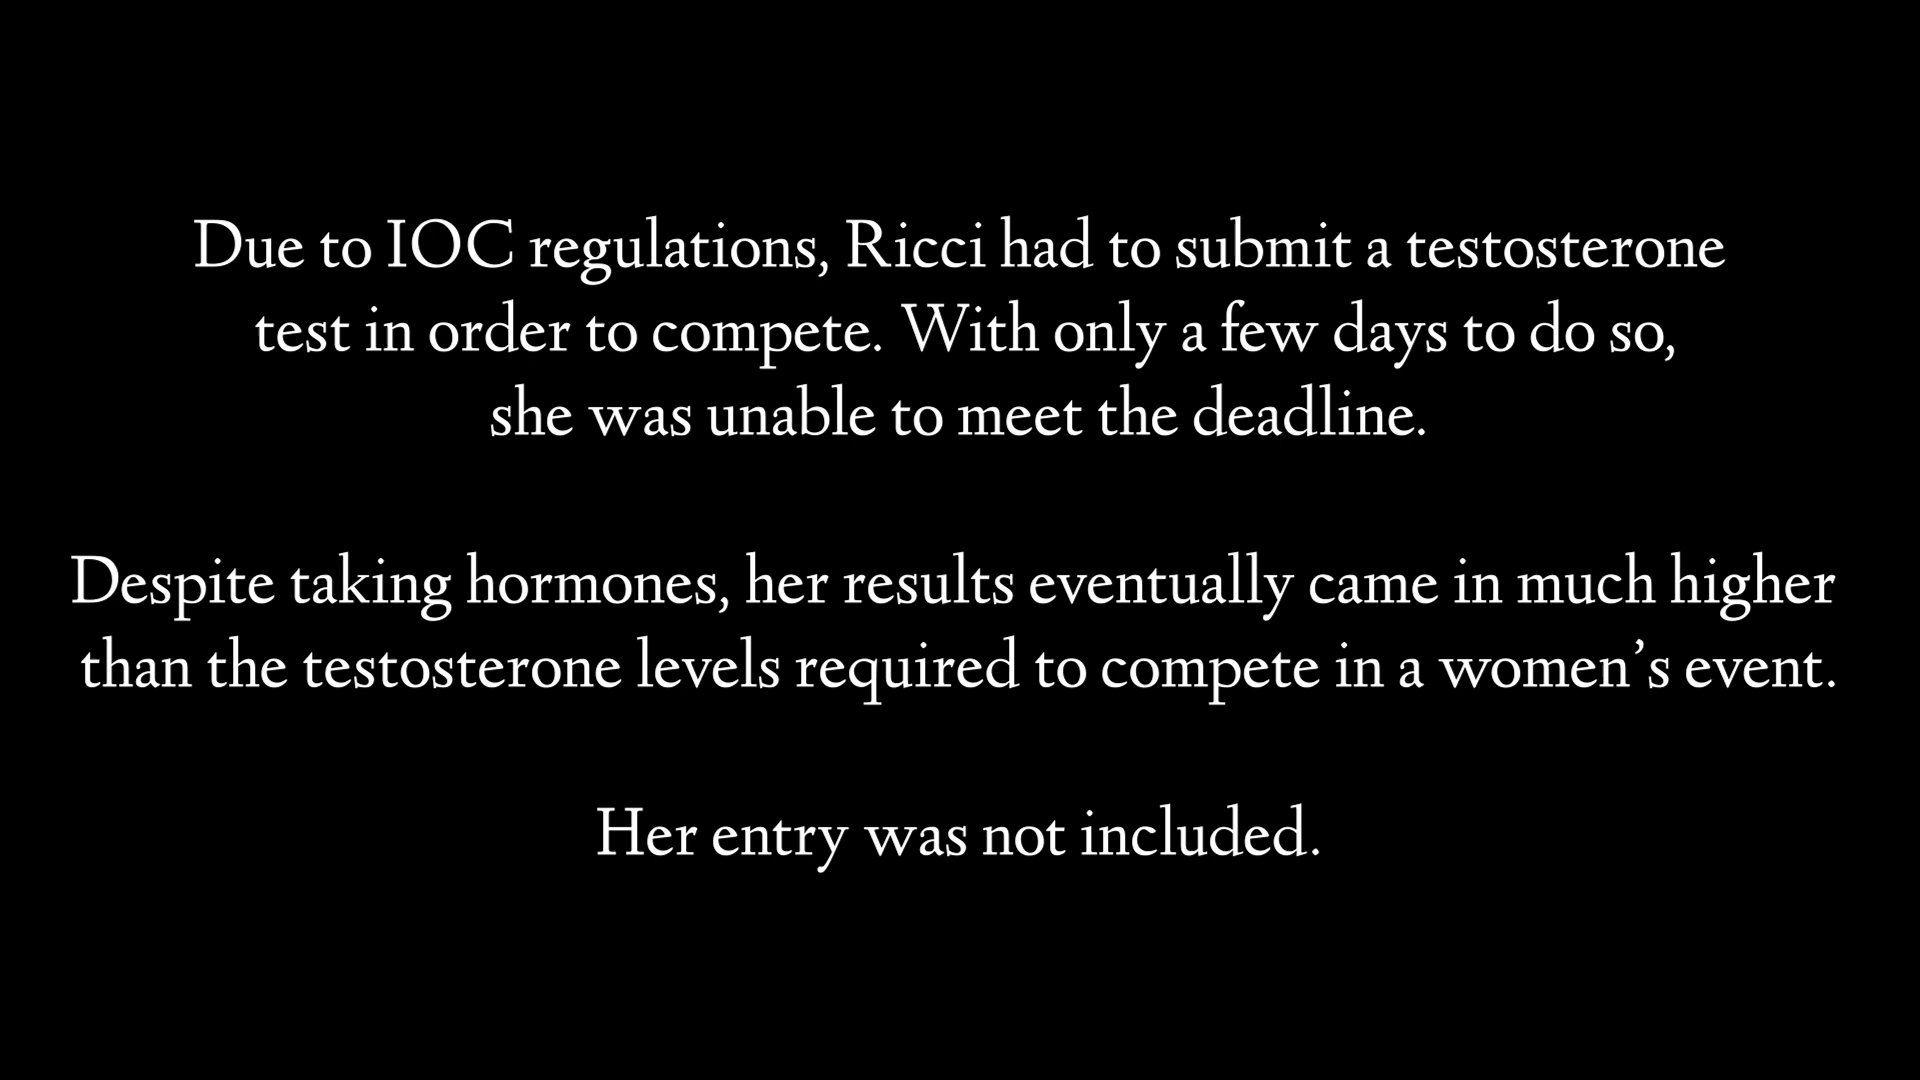 Due to IOC regulations, Ricci had to submit a testosterone
test in order to compete. With only a few days to do so,
she was unable to meet the deadline.
Despite taking hormones, her results eventually came in much higher
than the testosterone levels required to compete in a women’s event.
Her entry was not included.